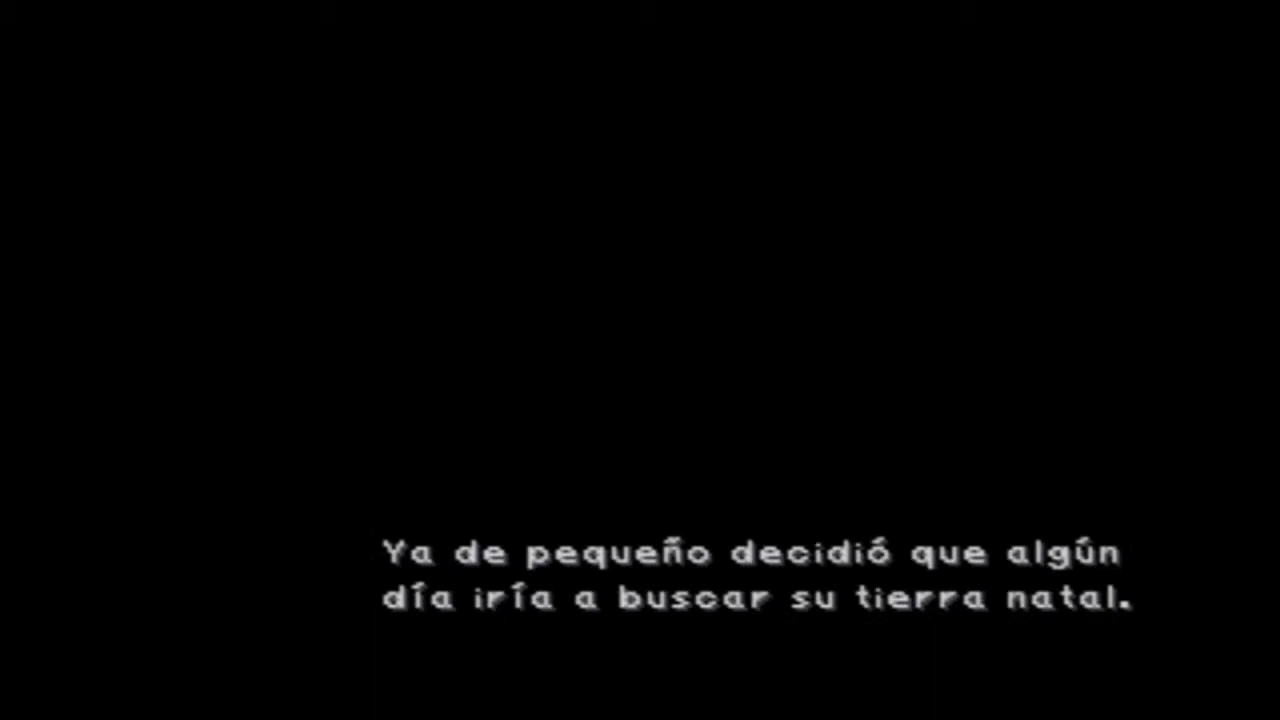 Ya de pequeño decidió que algún
día iría a buscar su tierra natal.